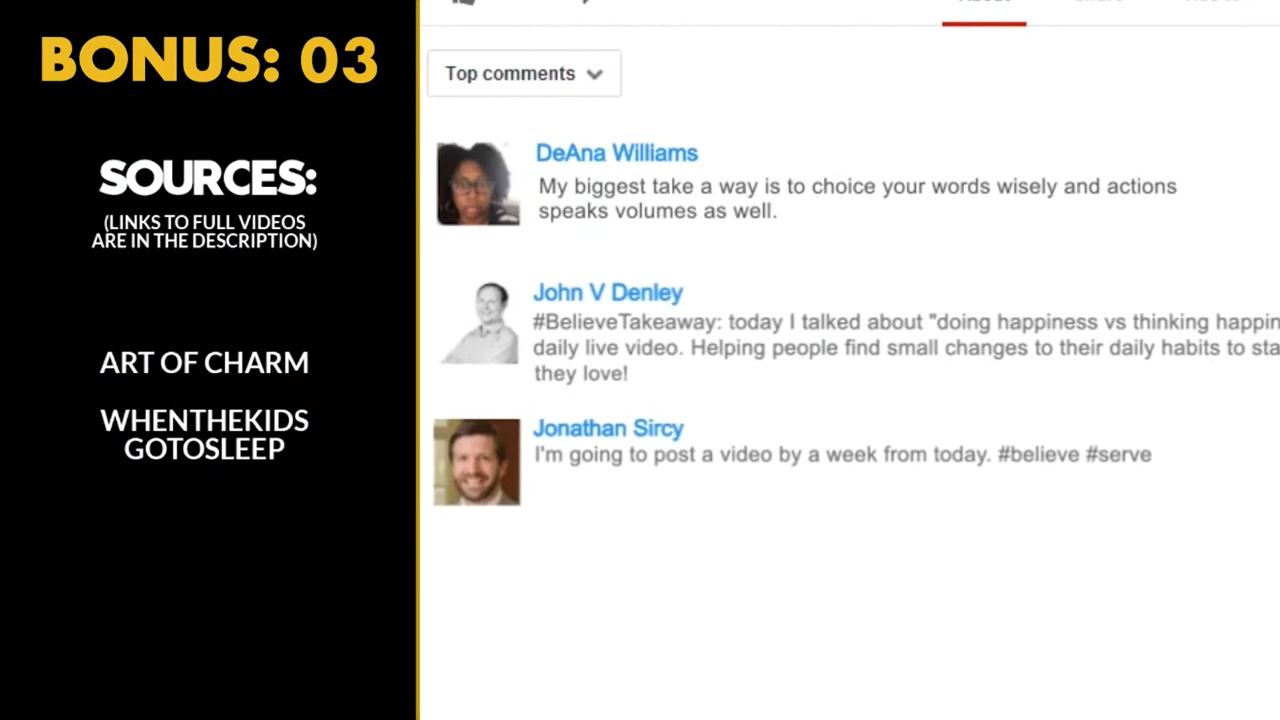 BONUS: 03
SOURCES:
(LINKS TO FULL VIDEOS
ARE IN THE DESCRIPTION)
ART OF CHARM
WHENTHEKIDS
GOTOSLEEP
Top comments
DeAna Williams
My biggest take a way is to choice your words wisely and actions
speaks volumes as well.
John V Denley
#BelieveTakeaway: today I talked about "doing happiness vs thinking happin
daily live video. Helping people find small changes to their daily habits to sta
they love!
Jonathan Sircy
I'm going to post a video by a week from today. #believe #serve